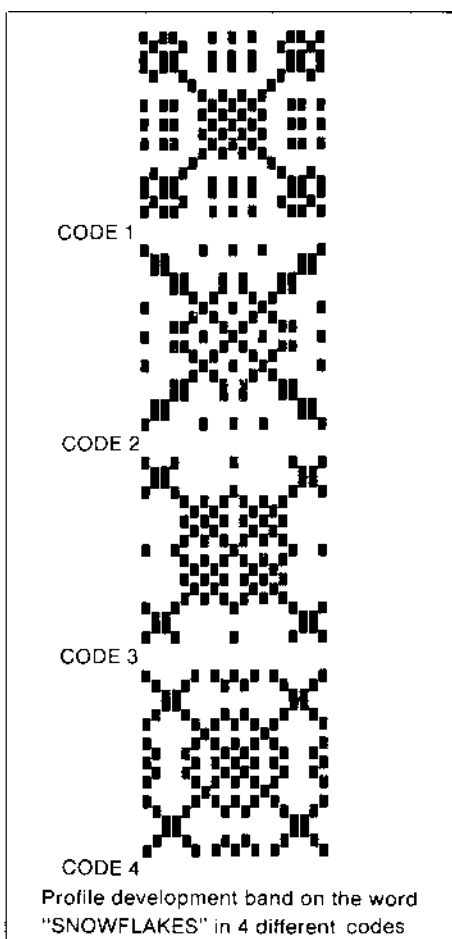 CODE 1
CODE 2
CODE 3
CODE 4
Profile development band on the word
"SNOWFLAKES" in 4 different codes